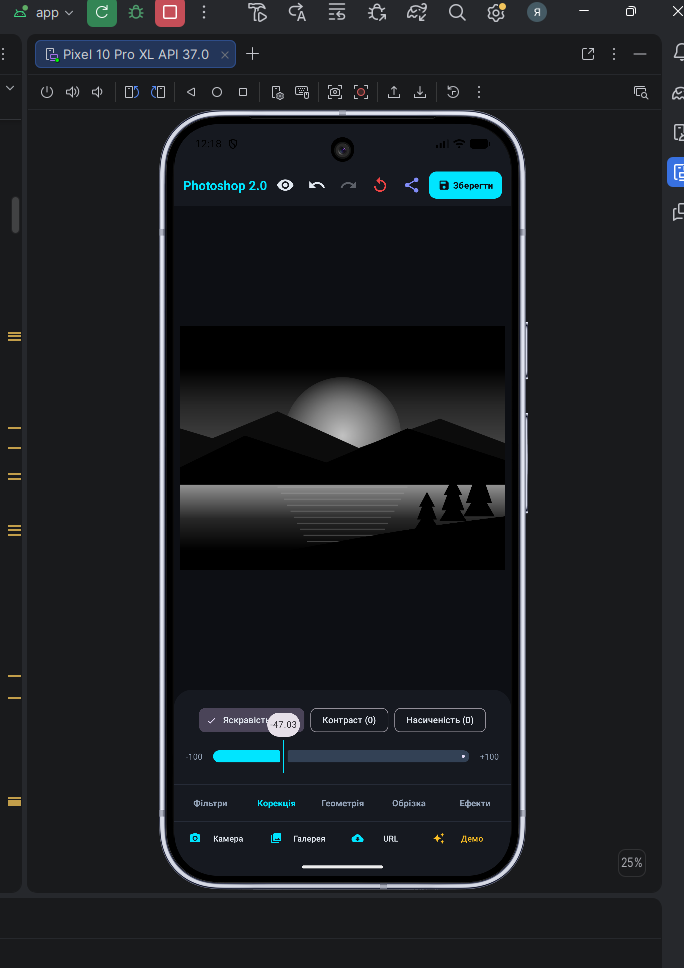 app
Я
Pixel 10 Pro XL API 37.0
12:18
Photoshop 2.0
Зберегти
Яскравість
Контраст (0)
Насиченість (0)
47.03
-100
+100
Фільтри
Корекція
Геометрія
Обрізка
Ефекти
Камера
Галерея
URL
Демо
25%